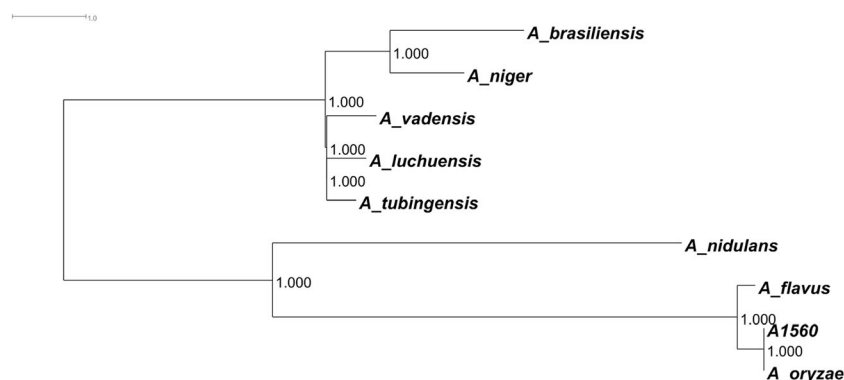 1.0
A_brasiliensis
1.000
A_niger
1.000
A_vadensis
1.000
A_luchuensis
1.000
A_tubingensis
A_nidulans
1.000
A_flavus
1.000
A1560
1.000
A_oryzae